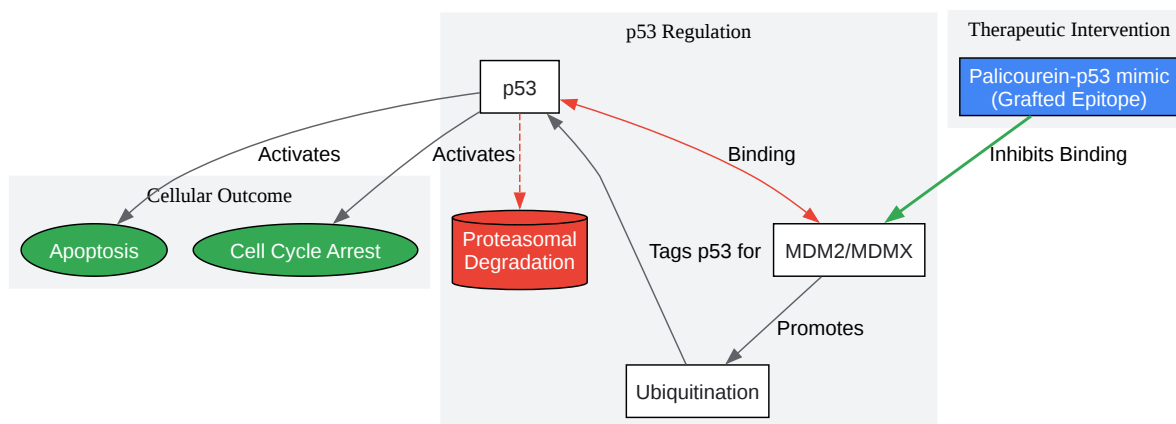 p53 Regulation
Therapeutic Intervention
Palicourein-p53 mimic
(Grafted Epitope)
p53
Activates
Activates
Binding
Inhibits Binding
Cellular Outcome
Apoptosis
Cell Cycle Arrest
Proteasomal
Degradation
Tags p53 for
MDM2/MDMX
Promotes
Ubiquitination